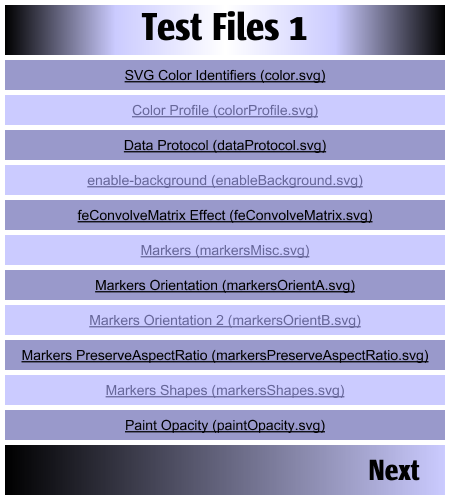 Test Files 1
SVG Color Identifiers (color.svg)
Color Profile (colorProfile.svg)
Data Protocol (dataProtocol.svg)
enable-background (enableBackground.svg)
feConvolveMatrix Effect (feConvolveMatrix.svg)
Markers (markersMisc.svg)
Markers Orientation (markersOrientA.svg)
Markers Orientation 2 (markersOrientB.svg)
Markers PreserveAspectRatio (markersPreserveAspectRatio.svg)
Markers Shapes (markersShapes.svg)
Paint Opacity (paintOpacity.svg)
Next